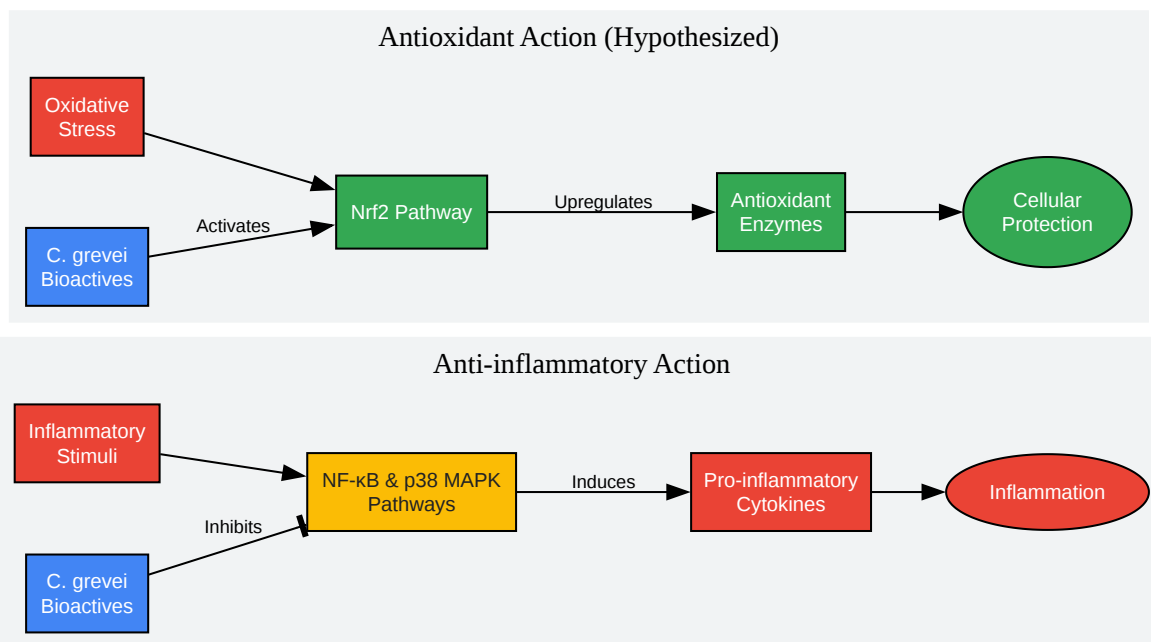 Antioxidant Action (Hypothesized)
Oxidative
Stress
C. grevei
Bioactives
Activates
Nrf2 Pathway
Upregulates
Antioxidant
Enzymes
Cellular
Protection
Anti-inflammatory Action
Inflammatory
Stimuli
C. grevei
Bioactives
Inhibits
NF-κB & p38 MAPK
Pathways
Induces
Pro-inflammatory
Cytokines
Inflammation